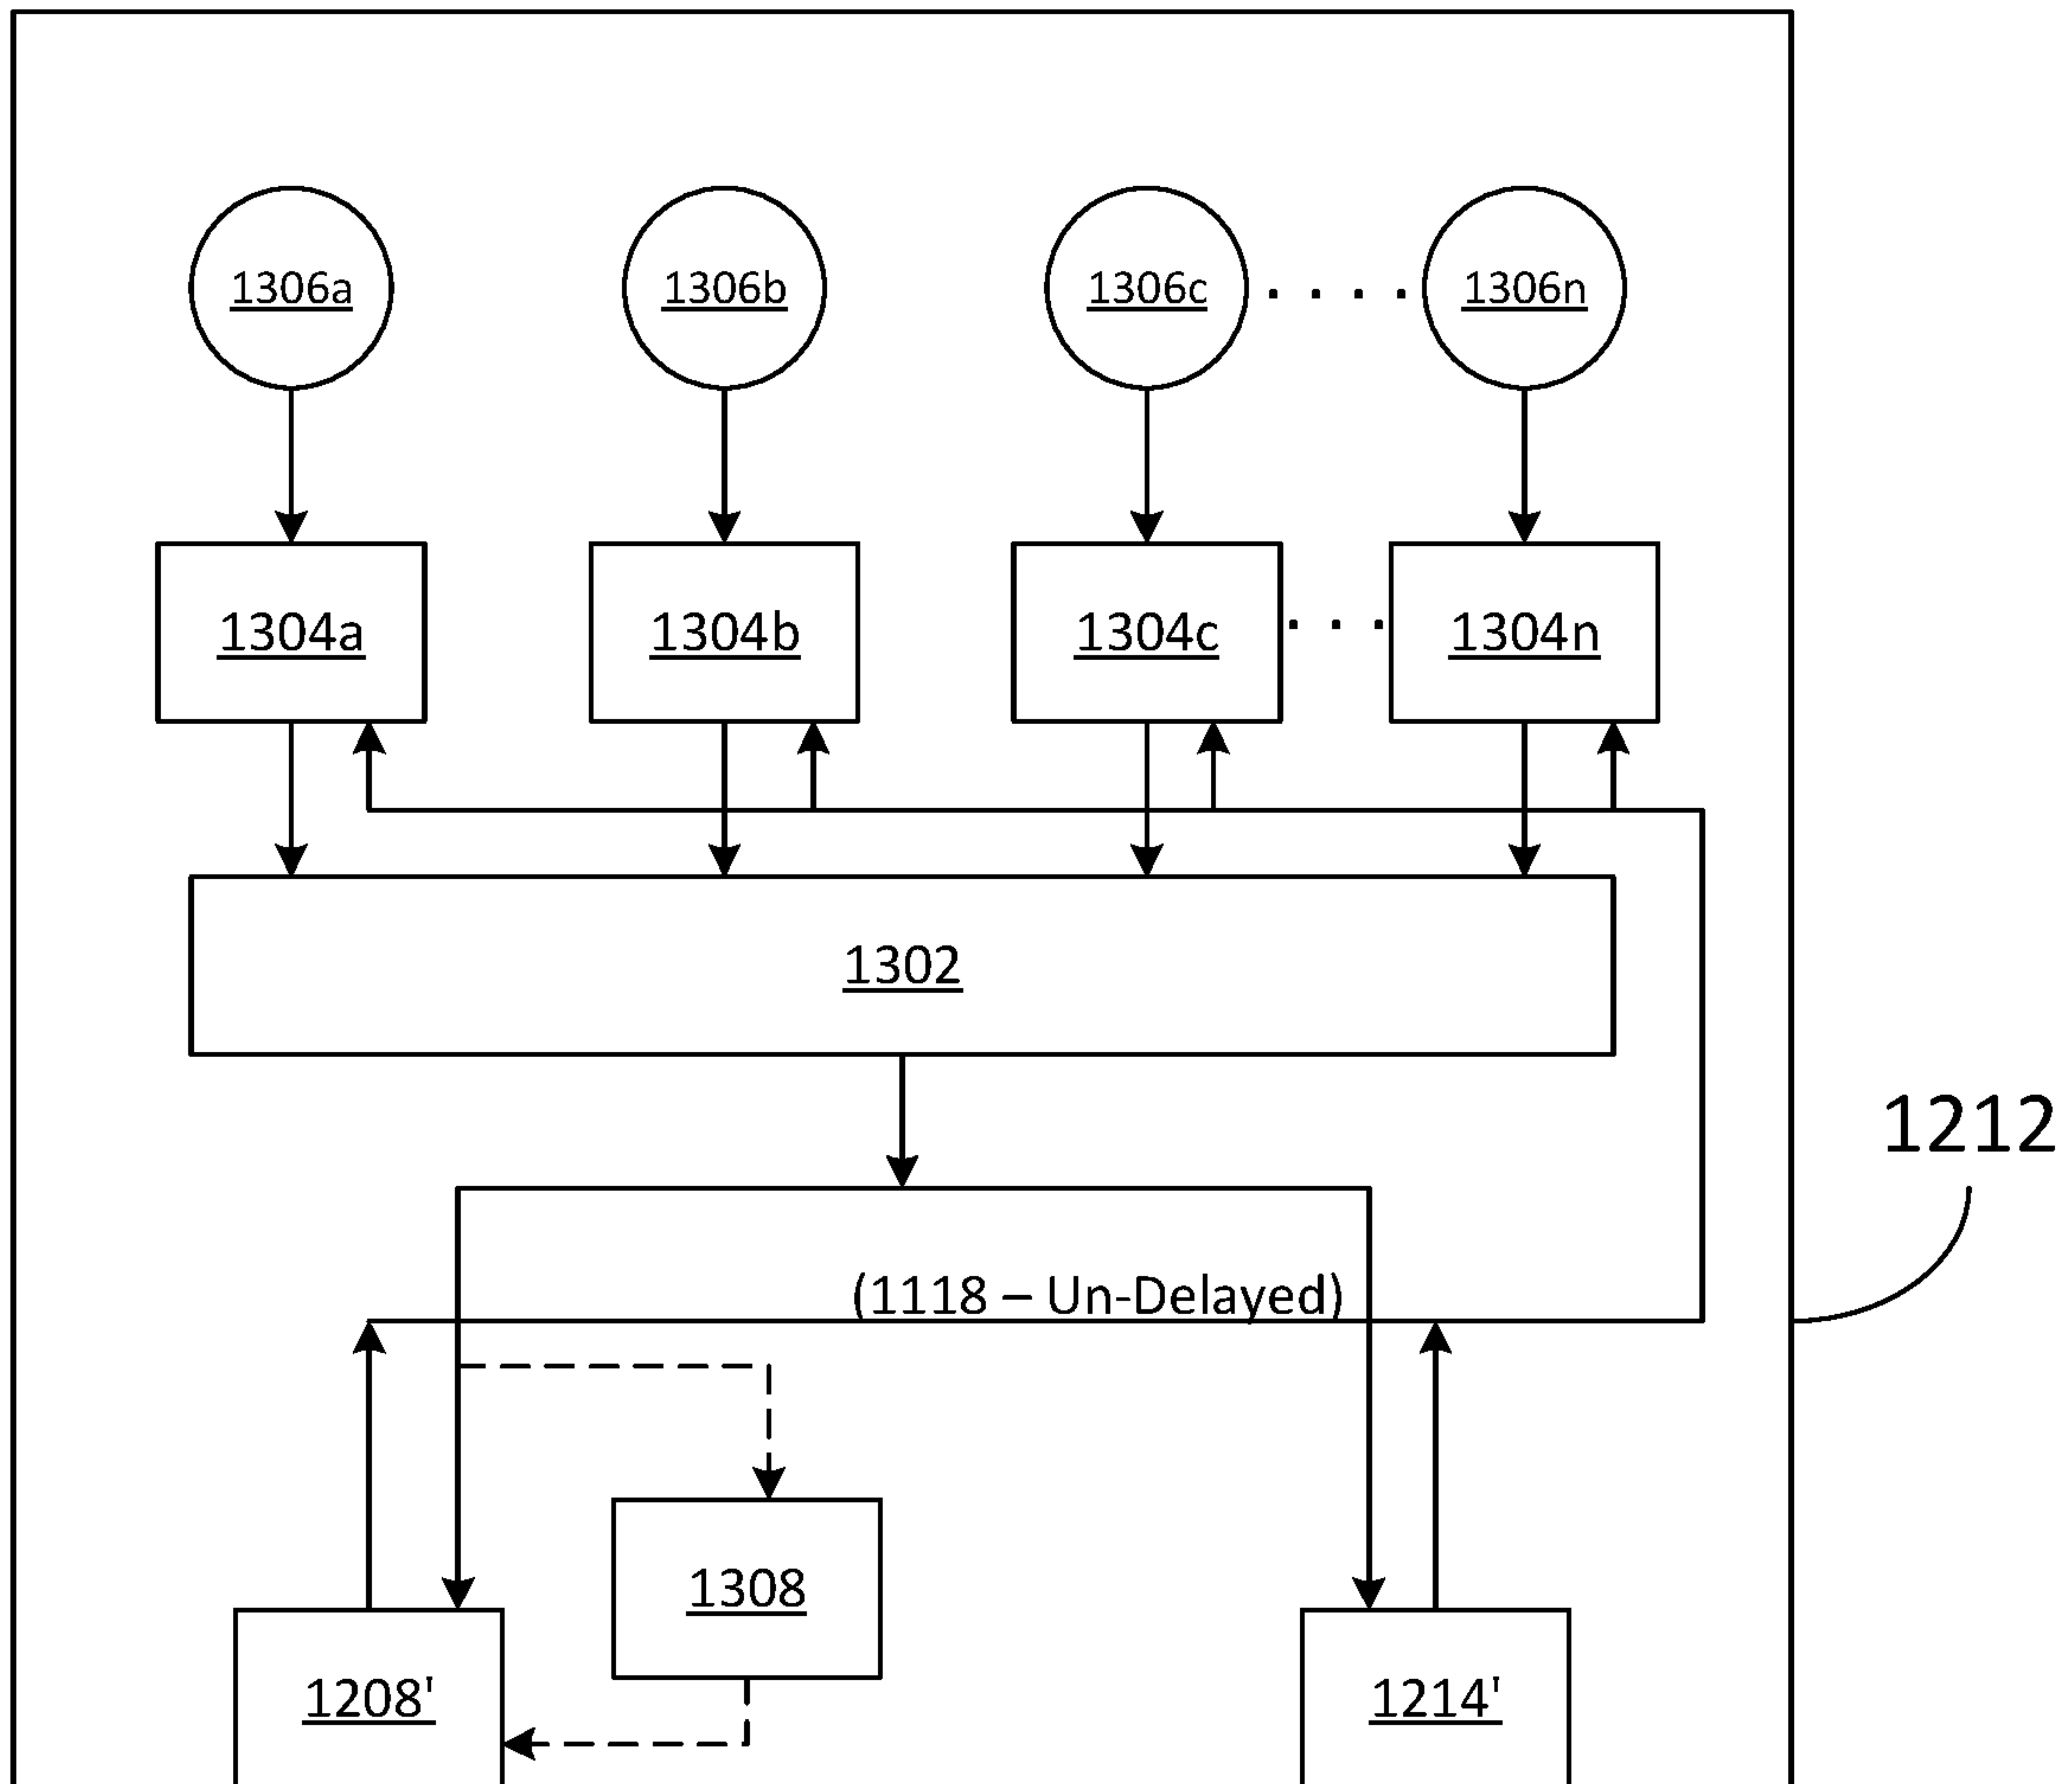 1306a
1306b
1306c
. . . .
1306n
1304a
1304b
1304c
. . .
1304n
1302
1212
(1118 – Un-Delayed)
1308
1208'
1214'